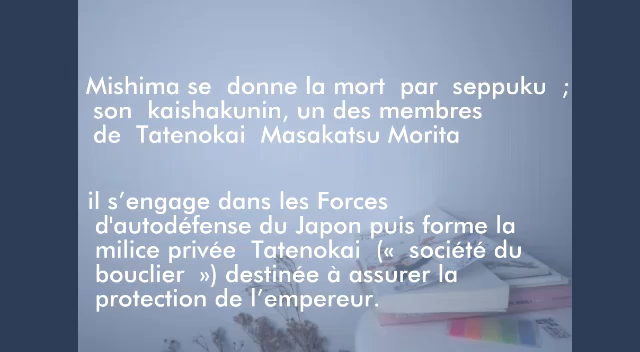 Mishima se donne la mort par seppuku ;
son kaishakunin, un des membres
de Tatenokai Masakatsu Morita
il s’engage dans les Forces
d'autodéfense du Japon puis forme la
milice privée Tatenokai (« société du
bouclier ») destinée à assurer la
protection de l’empereur.